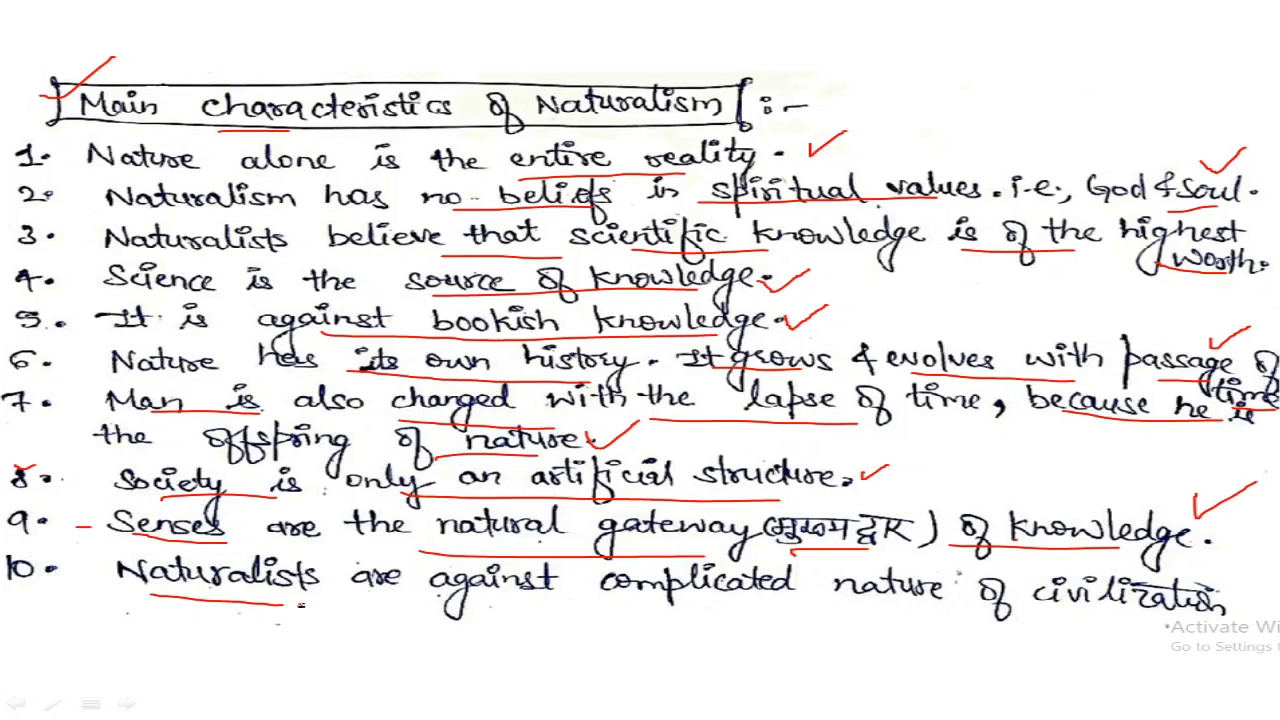 Main characteristics of Naturalism :-
1. Nature alone is the entire reality.
2. Naturalism has no beliefs in spiritual values. i.e., God & soul.
3. Naturalists believe that scientific knowledge is of the highest
worth.
4. Science is the source of knowledge.
5. It is against bookish knowledge.
6. Nature has its own history. It grows & evolves with passage of
time
7. Man is also changed with the lapse of time, because he is
the offspring of nature.
8. Society is only an artificial structure.
9. - Senses are the natural gateway ( ) of knowledge.
10. Naturalists are against complicated nature of civilization
Activate Wi
Go to Settings t